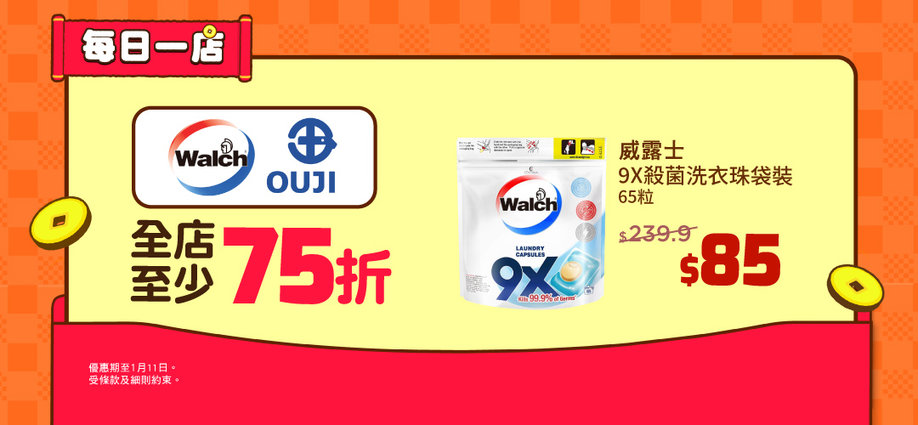 每日一店
Walch
OUJI
全店
至少
75折
Walch
LAUNDRY
CAPSULES
9X
Kills 99.9% of Germs
威露士
9X殺菌洗衣珠袋裝
65粒
$239.9
$85
優惠期至1月11日。
受條款及細則約束。